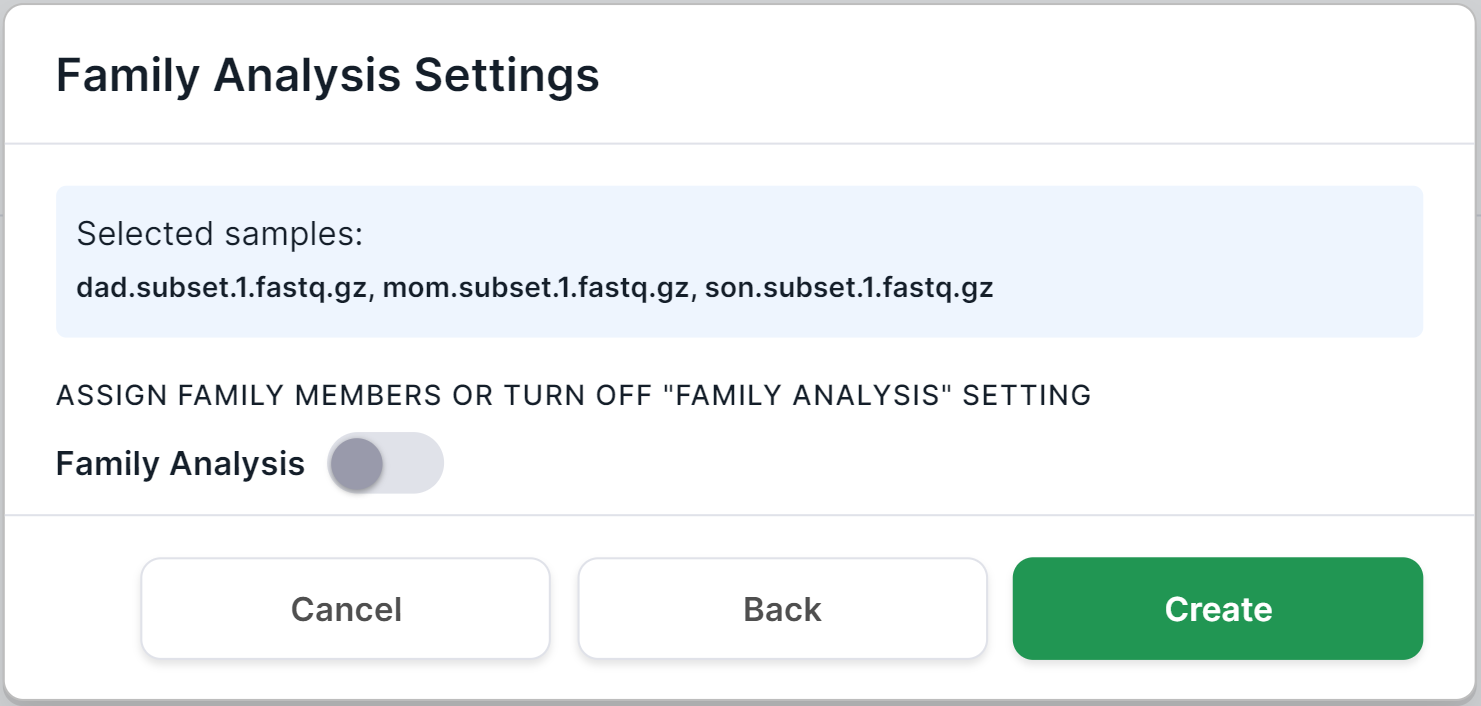 Family Analysis Settings
Selected samples:
dad.subset.1.fastq.gz, mom.subset.1.fastq.gz, son.subset.1.fastq.gz
ASSIGN FAMILY MEMBERS OR TURN OFF "FAMILY ANALYSIS" SETTING
Family Analysis
Cancel Back Create